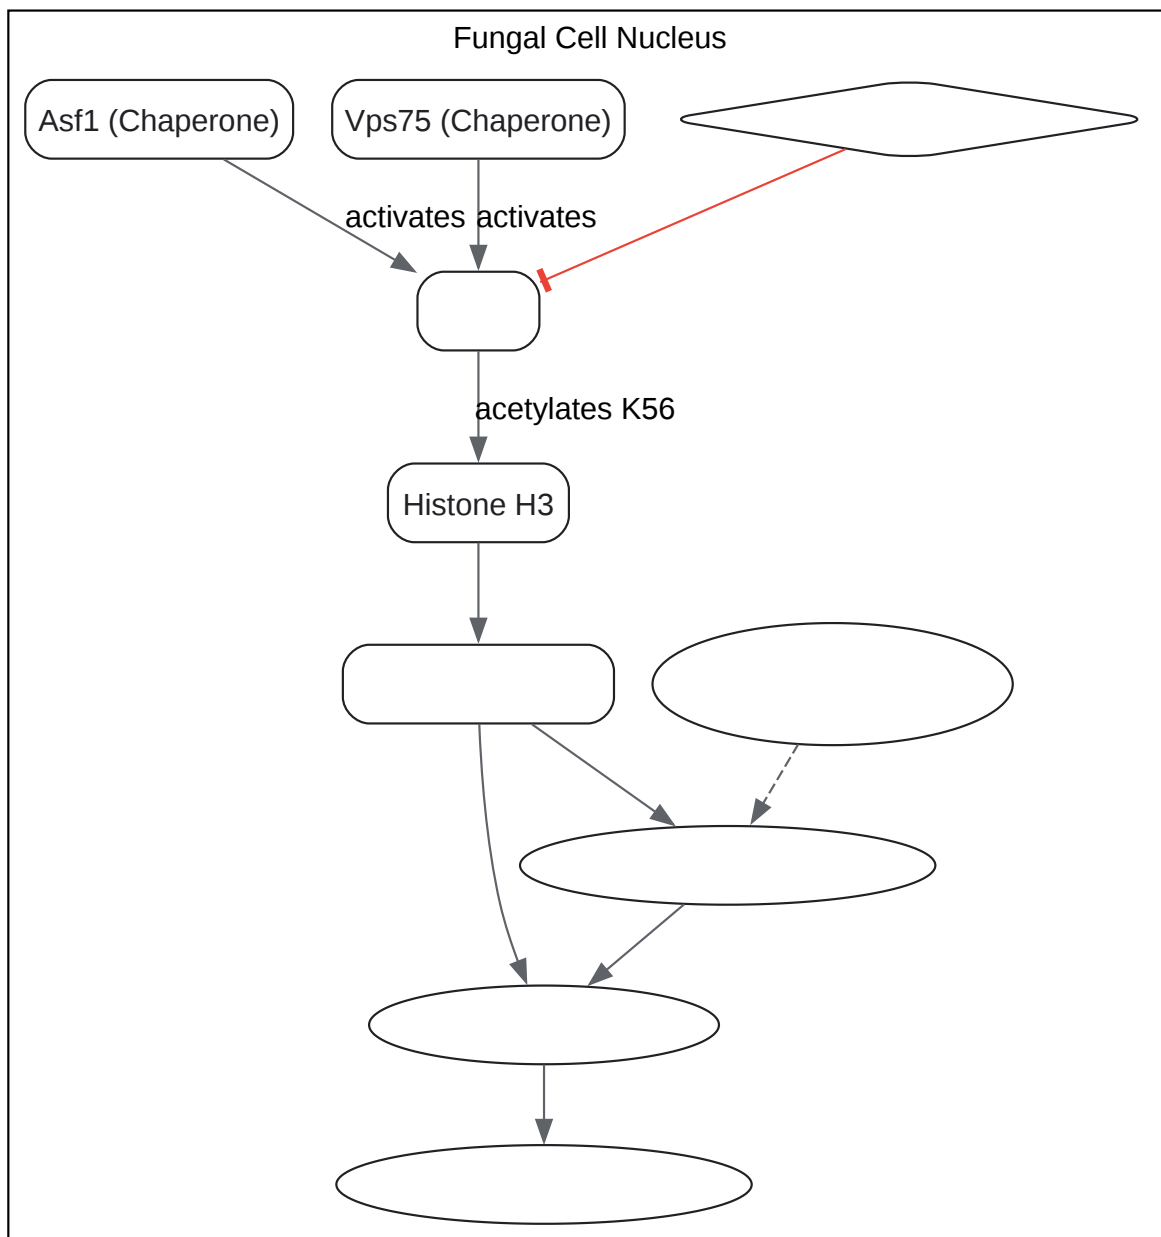 Fungal Cell Nucleus
Asf1 (Chaperone)
Vps75 (Chaperone)
activates
activates
acetylates K56
Histone H3